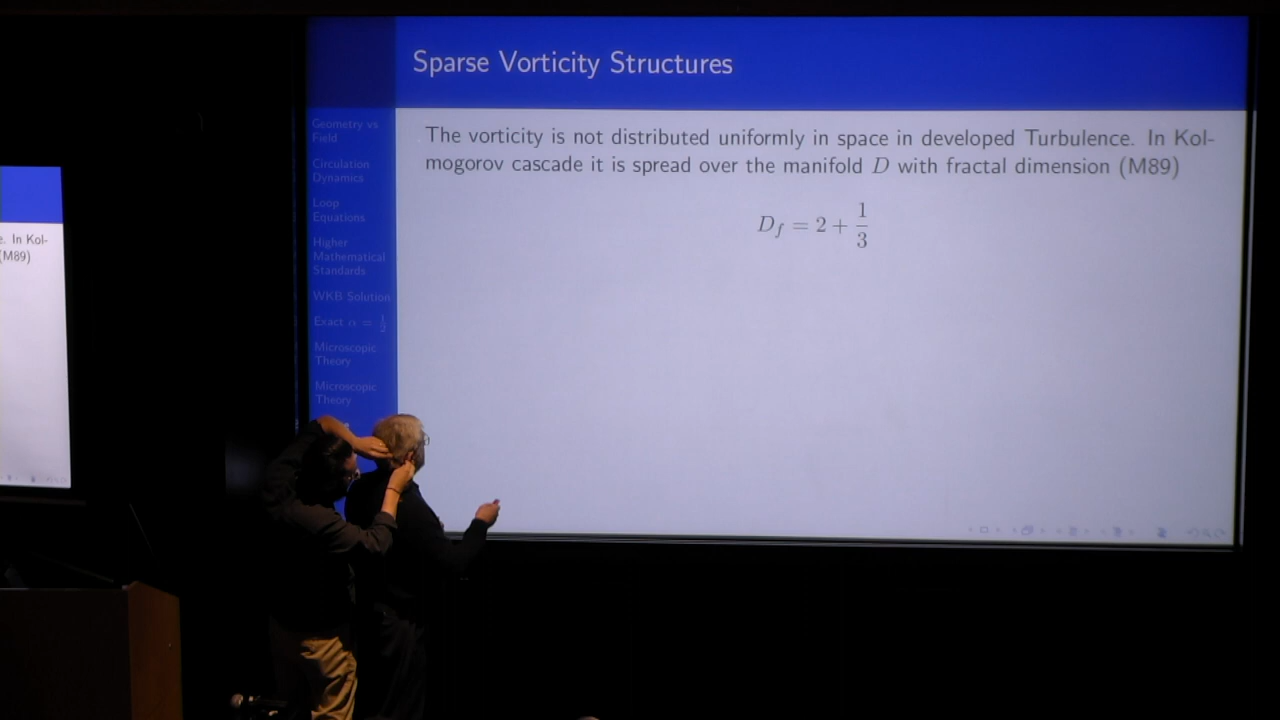 Sparse Vorticity Structures
Geometry vs
Field
Circulation
Dynamics
Loop
Equations
Higher
Mathematical
Standards
WKB Solution
Exact α = 1/2
Microscopic
Theory
Microscopic
Theory
The vorticity is not distributed uniformly in space in developed Turbulence. In Kol-
mogorov cascade it is spread over the manifold D with fractal dimension (M89)
D_f = 2 + 1/3
e. In Kol-
(M89)